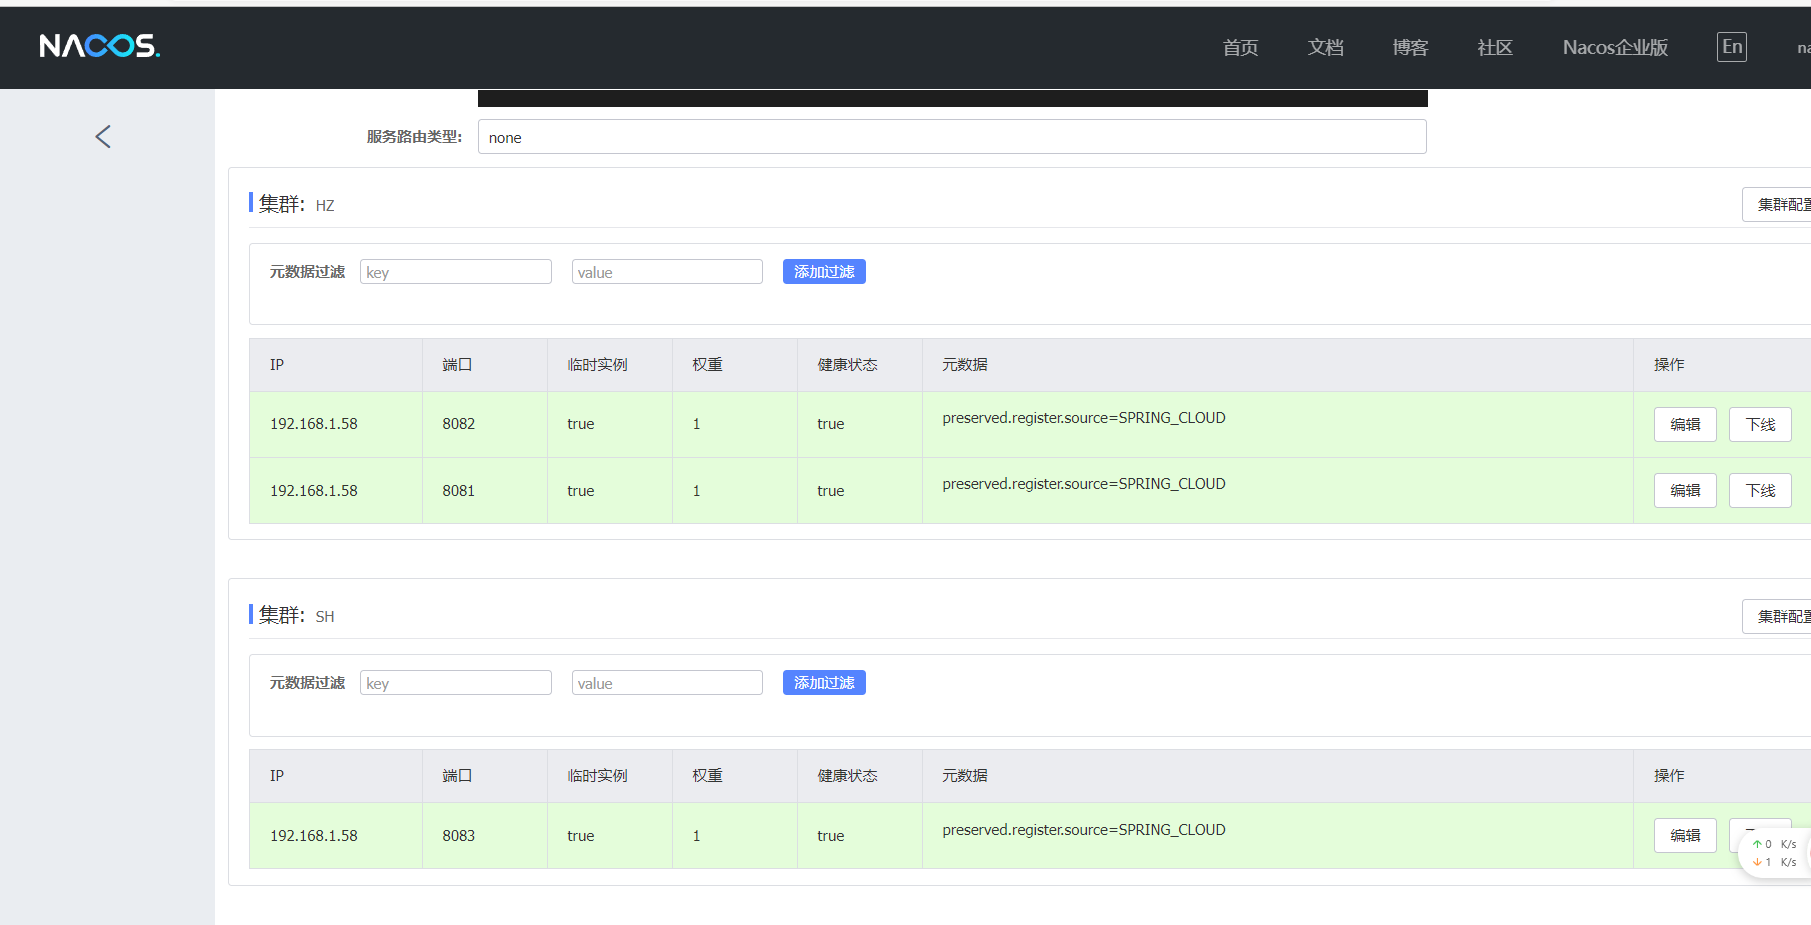 NACOS. 首页 文档 博客 社区 Nacos企业版 En na
服务路由类型: none
集群: HZ 集群配置
元数据过滤 key value 添加过滤
IP 端口 临时实例 权重 健康状态 元数据 操作
192.168.1.58 8082 true 1 true preserved.register.source=SPRING_CLOUD 编辑 下线
192.168.1.58 8081 true 1 true preserved.register.source=SPRING_CLOUD 编辑 下线
集群: SH 集群配置
元数据过滤 key value 添加过滤
IP 端口 临时实例 权重 健康状态 元数据 操作
192.168.1.58 8083 true 1 true preserved.register.source=SPRING_CLOUD 编辑
↑ 0 K/s
↓ 1 K/s